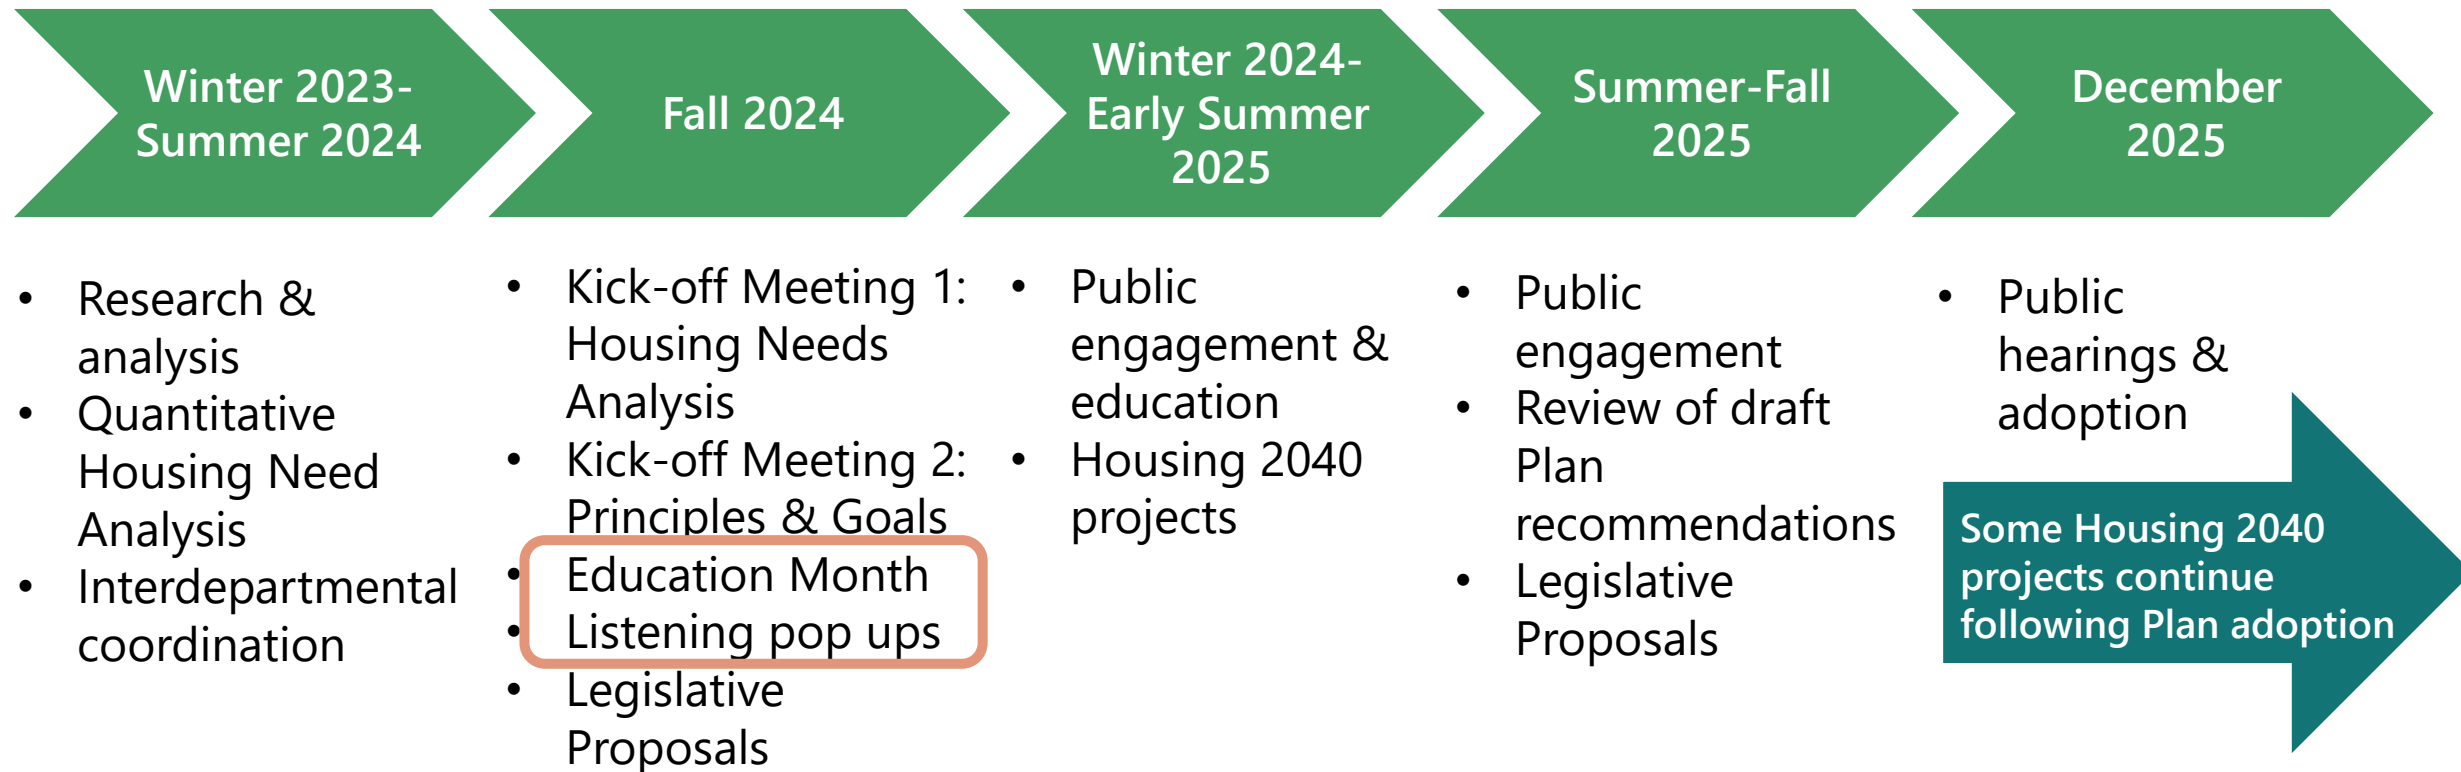 Winter 2023-
Summer 2024
Fall 2024
Winter 2024-
Early Summer
2025
Summer-Fall
2025
December
2025
• Research &
analysis
• Quantitative
Housing Need
Analysis
• Interdepartmental
coordination
• Kick-off Meeting 1:
Housing Needs
Analysis
• Kick-off Meeting 2:
Principles & Goals
• Education Month
• Listening pop ups
• Legislative
Proposals
• Public
engagement &
education
• Housing 2040
projects
• Public
engagement
• Review of draft
Plan
recommendations
• Legislative
Proposals
• Public
hearings &
adoption
Some Housing 2040
projects continue
following Plan adoption